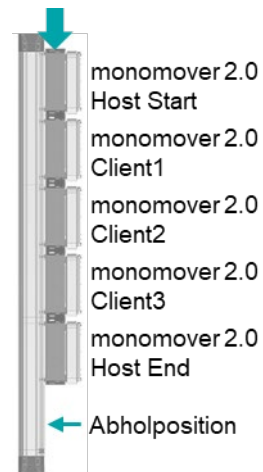 monomover 2.0
Host Start
monomover 2.0
Client1
monomover 2.0
Client2
monomover 2.0
Client3
monomover 2.0
Host End
Abholposition